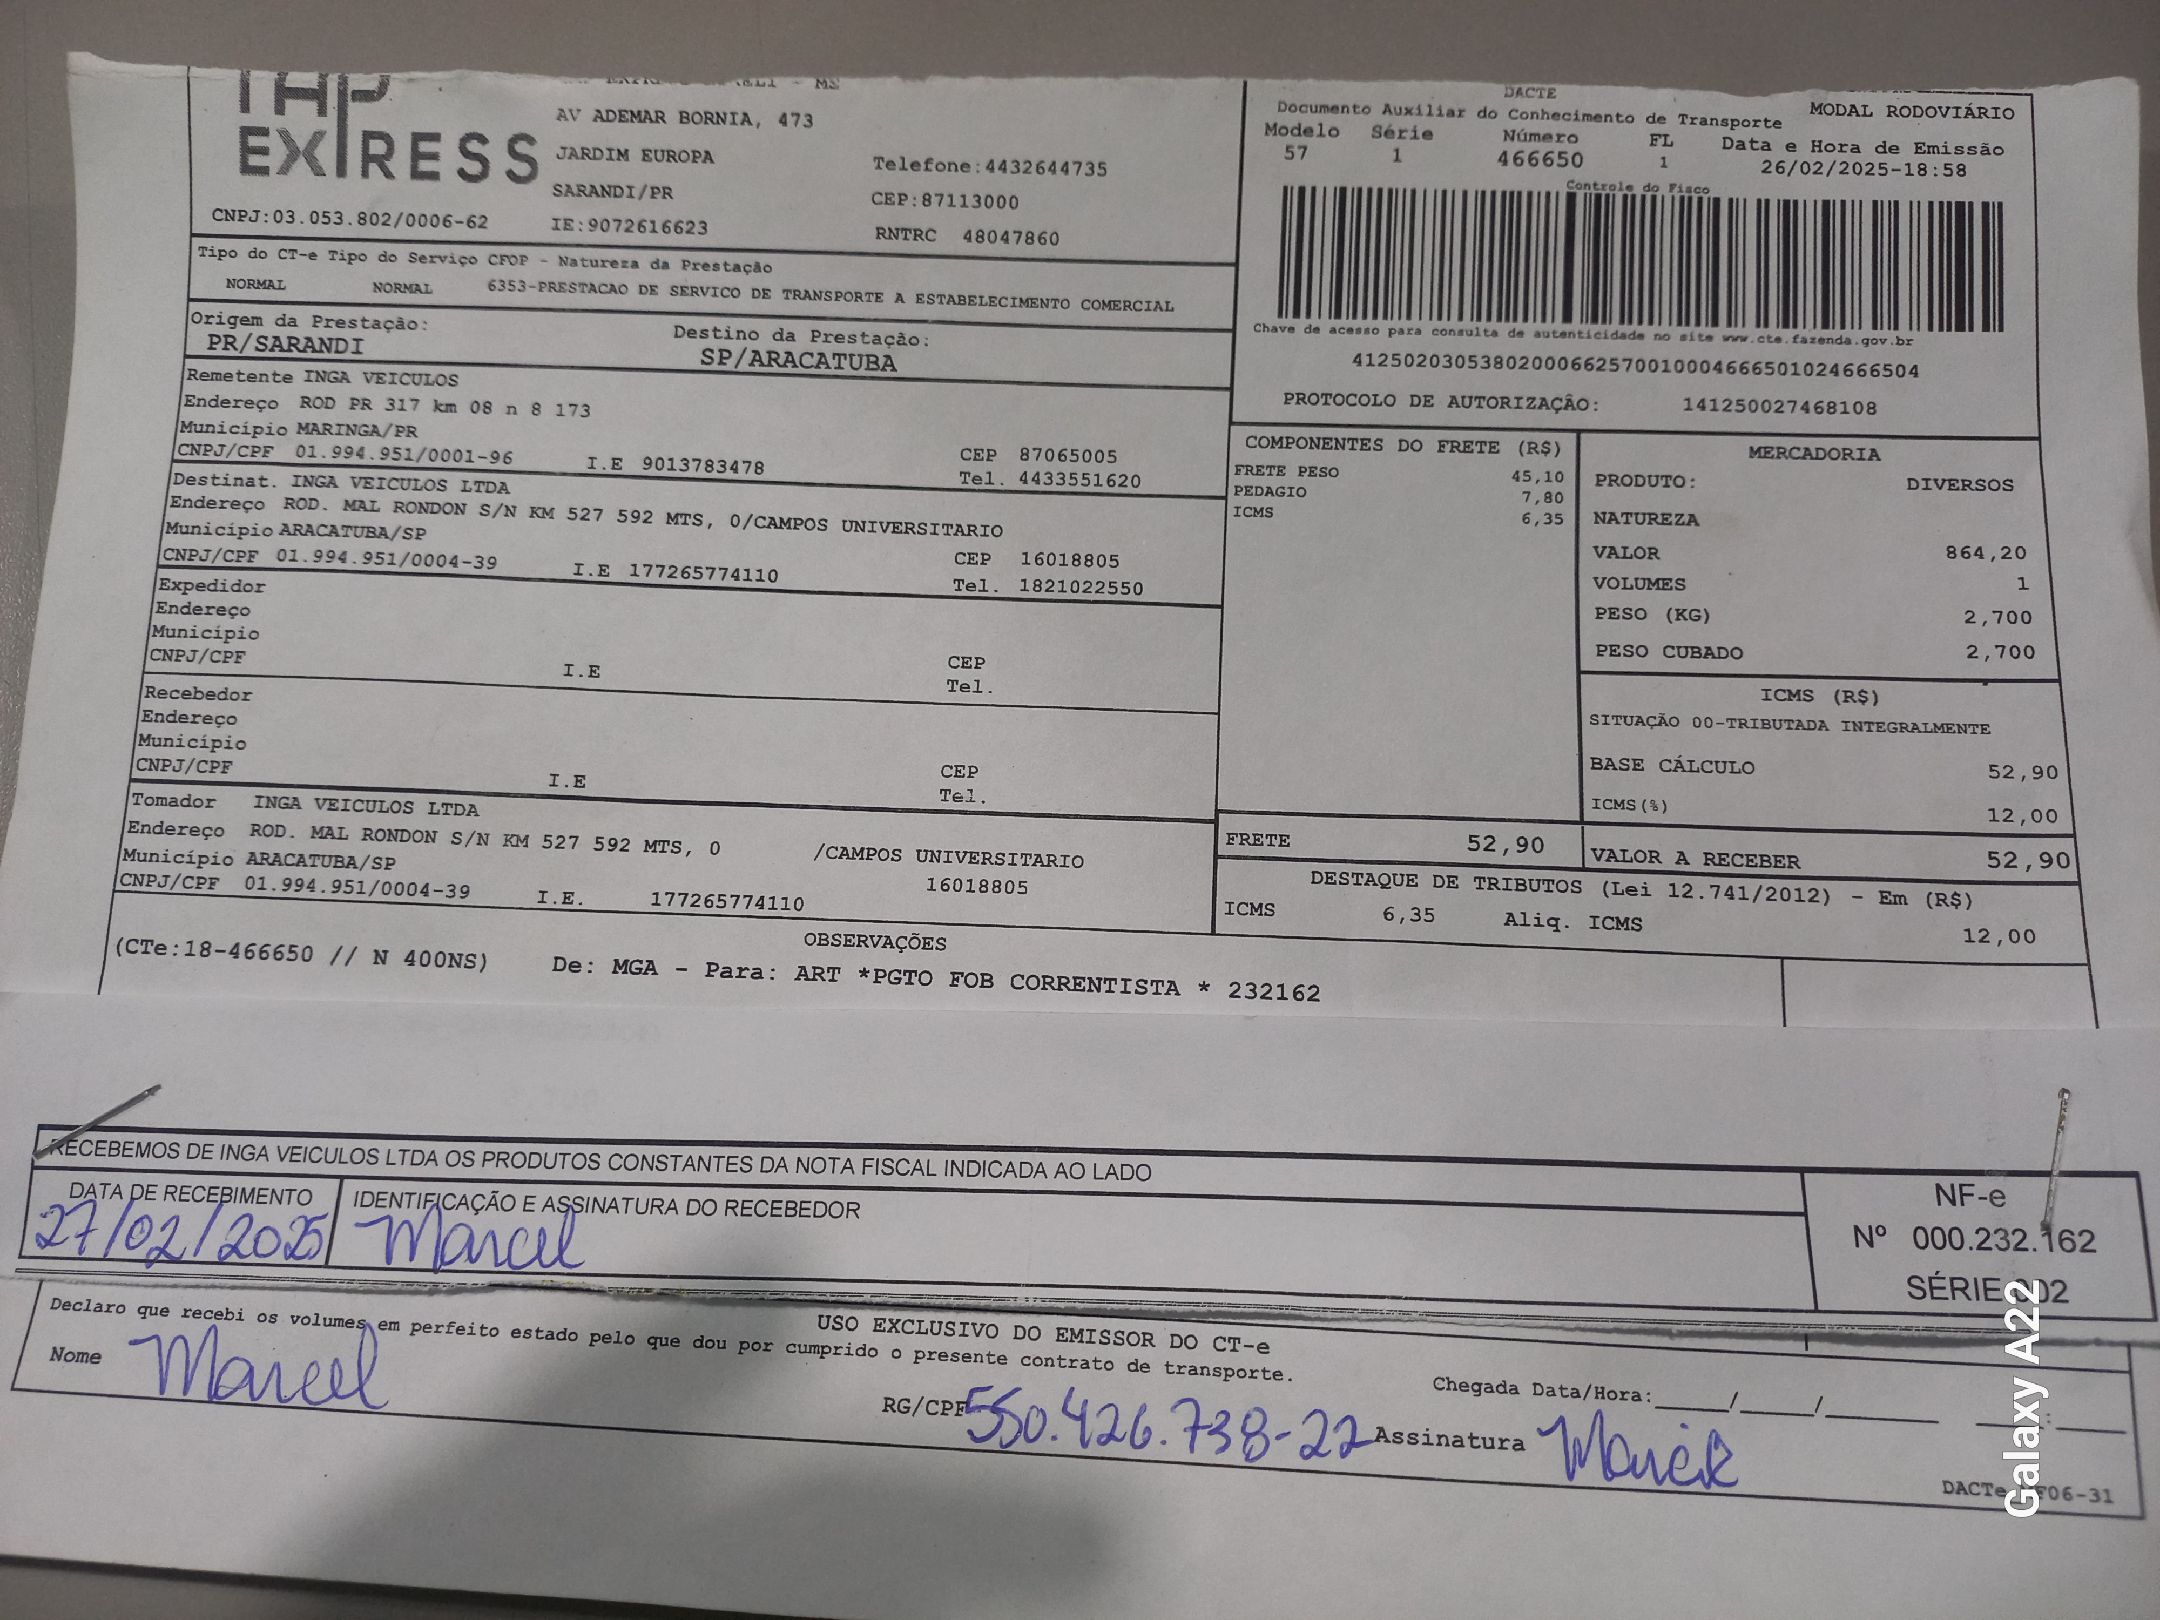 EXPRESS
AV ADEMAR BORNIA, 473
JARDIM EUROPA
Telefone:4432644735
SARANDI/PR
CEP:87113000
CNPJ:03.053.802/0006-62
IE:9072616623
RNTRC 48047860
DACTE
Documento Auxiliar do Conhecimento de Transporte
MODAL RODOVIÁRIO
Modelo Série Número FL Data e Hora de Emissão
57 1 466650 1 26/02/2025-18:58
Controle do Fisco
Chave de acesso para consulta de autenticidade no site www.cte.fazenda.gov.br
41250203053802000662570010004666501024666504
PROTOCOLO DE AUTORIZAÇÃO: 141250027468108
Tipo do CT-e Tipo do Serviço CFOP - Natureza da Prestação
NORMAL NORMAL 6353-PRESTACAO DE SERVICO DE TRANSPORTE A ESTABELECIMENTO COMERCIAL
Origem da Prestação: Destino da Prestação:
PR/SARANDI SP/ARACATUBA
Remetente INGA VEICULOS
Endereço ROD PR 317 km 08 n 8 173
Município MARINGA/PR CEP 87065005
CNPJ/CPF 01.994.951/0001-96 I.E 9013783478 Tel. 4433551620
Destinat. INGA VEICULOS LTDA
Endereço ROD. MAL RONDON S/N KM 527 592 MTS, 0/CAMPOS UNIVERSITARIO
Município ARACATUBA/SP CEP 16018805
CNPJ/CPF 01.994.951/0004-39 I.E 177265774110 Tel. 1821022550
Expedidor
Endereço
Município CEP
CNPJ/CPF I.E Tel.
Recebedor
Endereço
Município CEP
CNPJ/CPF I.E Tel.
Tomador INGA VEICULOS LTDA
Endereço ROD. MAL RONDON S/N KM 527 592 MTS, 0 /CAMPOS UNIVERSITARIO
Município ARACATUBA/SP 16018805
CNPJ/CPF 01.994.951/0004-39 I.E. 177265774110
COMPONENTES DO FRETE (R$)
FRETE PESO 45,10
PEDAGIO 7,80
ICMS 6,35
MERCADORIA
PRODUTO: DIVERSOS
NATUREZA
VALOR 864,20
VOLUMES 1
PESO (KG) 2,700
PESO CUBADO 2,700
ICMS (R$)
SITUAÇÃO 00-TRIBUTADA INTEGRALMENTE
BASE CÁLCULO 52,90
ICMS(%) 12,00
FRETE 52,90 VALOR A RECEBER 52,90
DESTAQUE DE TRIBUTOS (Lei 12.741/2012) - Em (R$)
ICMS 6,35 Aliq. ICMS 12,00
OBSERVAÇÕES
(CTe:18-466650 // N 400NS) De: MGA - Para: ART *PGTO FOB CORRENTISTA * 232162
RECEBEMOS DE INGA VEICULOS LTDA OS PRODUTOS CONSTANTES DA NOTA FISCAL INDICADA AO LADO
DATA DE RECEBIMENTO IDENTIFICAÇÃO E ASSINATURA DO RECEBEDOR
27/02/2025 Marcel
NF-e
Nº 000.232.162
SÉRIE 002
USO EXCLUSIVO DO EMISSOR DO CT-e
Declaro que recebi os volumes em perfeito estado pelo que dou por cumprido o presente contrato de transporte.
Nome Marcel
RG/CPF 550.426.738-22
Chegada Data/Hora:____/____/______ ___:____
Assinatura
Galaxy A22